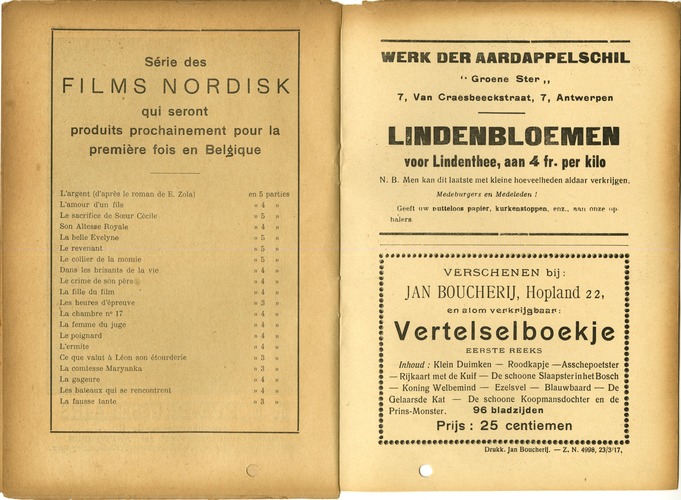 Série des
FILMS NORDISK
qui seront
produits prochainement pour la
première fois en Belgique
L'argent (d'après le roman de E. Zola) en 5 parties
L'amour d'un fils » 4 »
Le sacrifice de Sœur Cécile » 5 »
Son Altesse Royale » 4 »
La belle Evelyne » 5 »
Le revenant » 5 »
Le collier de la momie » 5 »
Dans les brisants de la vie » 4 »
Le crime de son père » 4 »
La fille du film » 4 »
Les heures d'épreuve » 3 »
La chambre nº 17 » 4 »
La femme du juge » 4 »
Le poignard » 4 »
L'ermite » 4 »
Ce que valut à Léon son étourderie » 3 »
La comtesse Maryanka » 3 »
La gageure » 4 »
Les bateaux qui se rencontrent » 4 »
La fausse tante » 3 »
WERK DER AARDAPPELSCHIL
" Groene Ster „
7, Van Craesbeeckstraat, 7, Antwerpen
LINDENBLOEMEN
voor Lindenthee, aan 4 fr. per kilo
N. B. Men kan dit laatste met kleine hoeveelheden aldaar verkrijgen.
Medeburgers en Medeleden !
Geeft uw nutteloos papier, kurkenstoppen, enz., aan onze op-
halers.
VERSCHENEN bij:
JAN BOUCHERIJ, Hopland 22,
en alom verkrijgbaar:
Vertelselboekje
EERSTE REEKS
Inhoud : Klein Duimken — Roodkapje —Asschepoetster
— Rijkaart met de Kuif — De schoone Slaapster in het Bosch
— Koning Welbemind — Ezelsvel — Blauwbaard — De
Gelaarsde Kat — De schoone Koopmansdochter en de
Prins-Monster. 96 bladzijden
Prijs : 25 centiemen
Drukk. Jan Boucherij. — Z. N. 4998, 23/3'17,